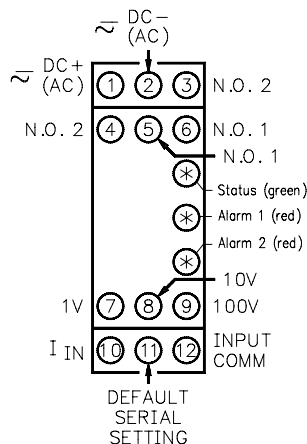 ≂ DC-
(AC)
≂ DC+
(AC)
1 2 3
N.O. 2
N.O. 2
4 5 6
N.O. 1
N.O. 1
*
Status (green)
*
Alarm 1 (red)
*
Alarm 2 (red)
10V
1V
7 8 9
100V
I IN
10 11 12
INPUT
COMM
DEFAULT
SERIAL
SETTING